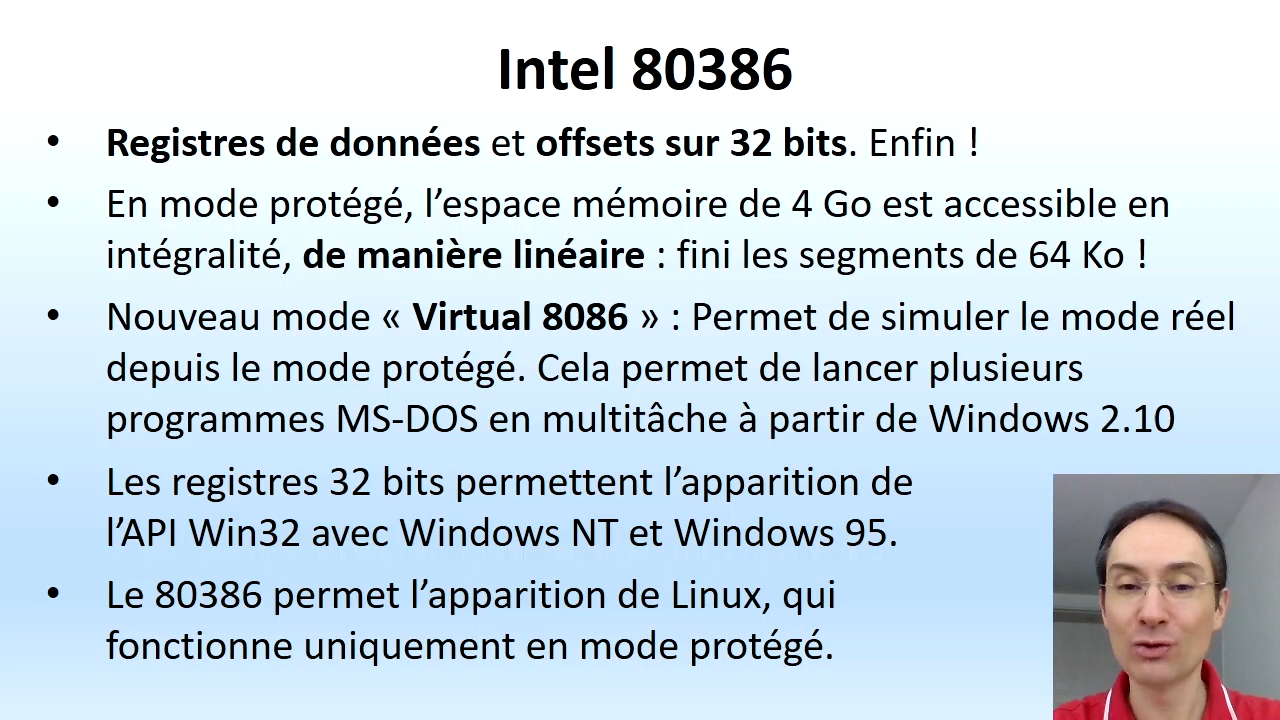 Intel 80386
• Registres de données et offsets sur 32 bits. Enfin !
• En mode protégé, l’espace mémoire de 4 Go est accessible en
intégralité, de manière linéaire : fini les segments de 64 Ko !
• Nouveau mode « Virtual 8086 » : Permet de simuler le mode réel
depuis le mode protégé. Cela permet de lancer plusieurs
programmes MS-DOS en multitâche à partir de Windows 2.10
• Les registres 32 bits permettent l’apparition de
l’API Win32 avec Windows NT et Windows 95.
• Le 80386 permet l’apparition de Linux, qui
fonctionne uniquement en mode protégé.